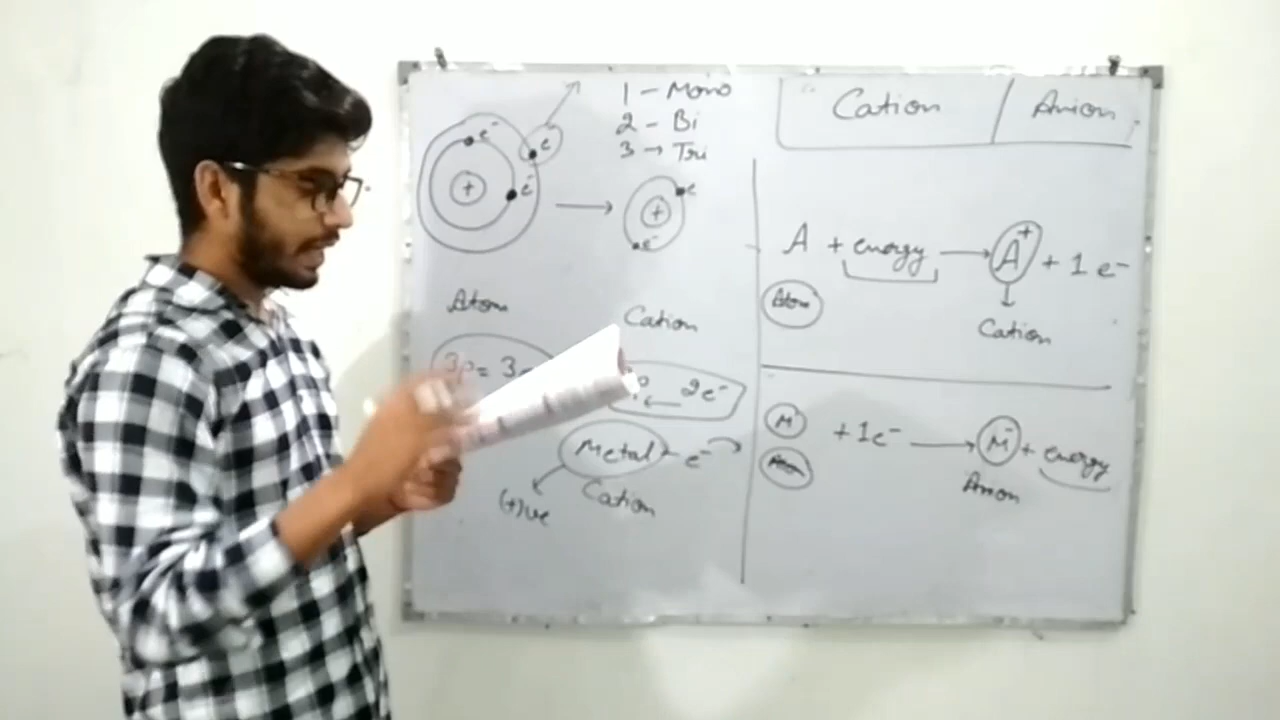 1 - Mono
2 - Bi
3 → Tri
e⁻
e⁻
e⁻
+
→
+
e
e⁻
Atom
Cation
3p = 3
2e⁻
Metal - e⁻
(+)ve
Cation
Cation
Anion
A + energy → A⁺ + 1 e⁻
Atom
Cation
M + 1e⁻ → M⁻ + energy
Atom
Anion